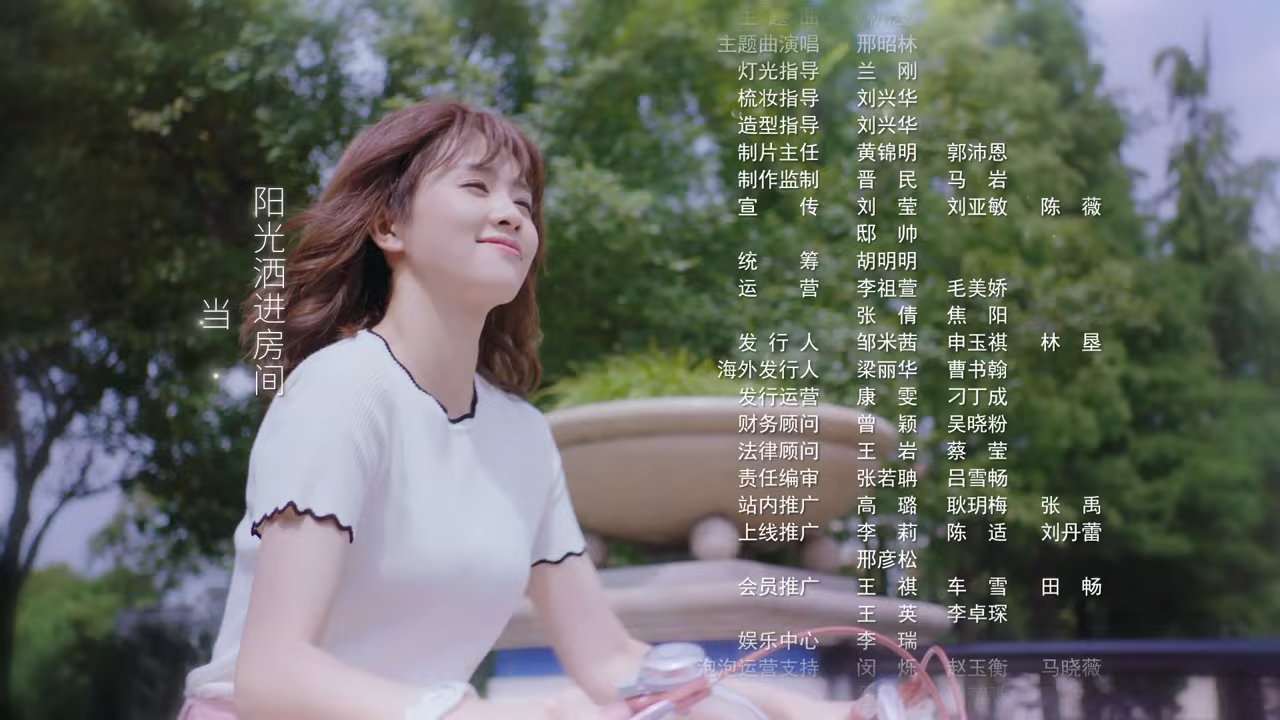 当
阳光洒进房间
主题曲
主题曲演唱 邢昭林
灯光指导 兰 刚
梳妆指导 刘兴华
造型指导 刘兴华
制片主任 黄锦明 郭沛恩
制作监制 晋 民 马 岩
宣 传 刘 莹 刘亚敏 陈 薇
邸 帅
统 筹 胡明明
运 营 李祖萱 毛美娇
张 倩 焦 阳
发 行 人 邹米茜 申玉祺 林 垦
海外发行人 梁丽华 曹书翰
发行运营 康 雯 刁丁成
财务顾问 曾 颖 吴晓粉
法律顾问 王 岩 蔡 莹
责任编审 张若聃 吕雪畅
站内推广 高 璐 耿玥梅 张 禹
上线推广 李 莉 陈 适 刘丹蕾
邢彦松
会员推广 王 祺 车 雪 田 畅
王 英 李卓琛
娱乐中心 李 瑞
泡泡运营支持 闵 烁 赵玉衡 马晓薇